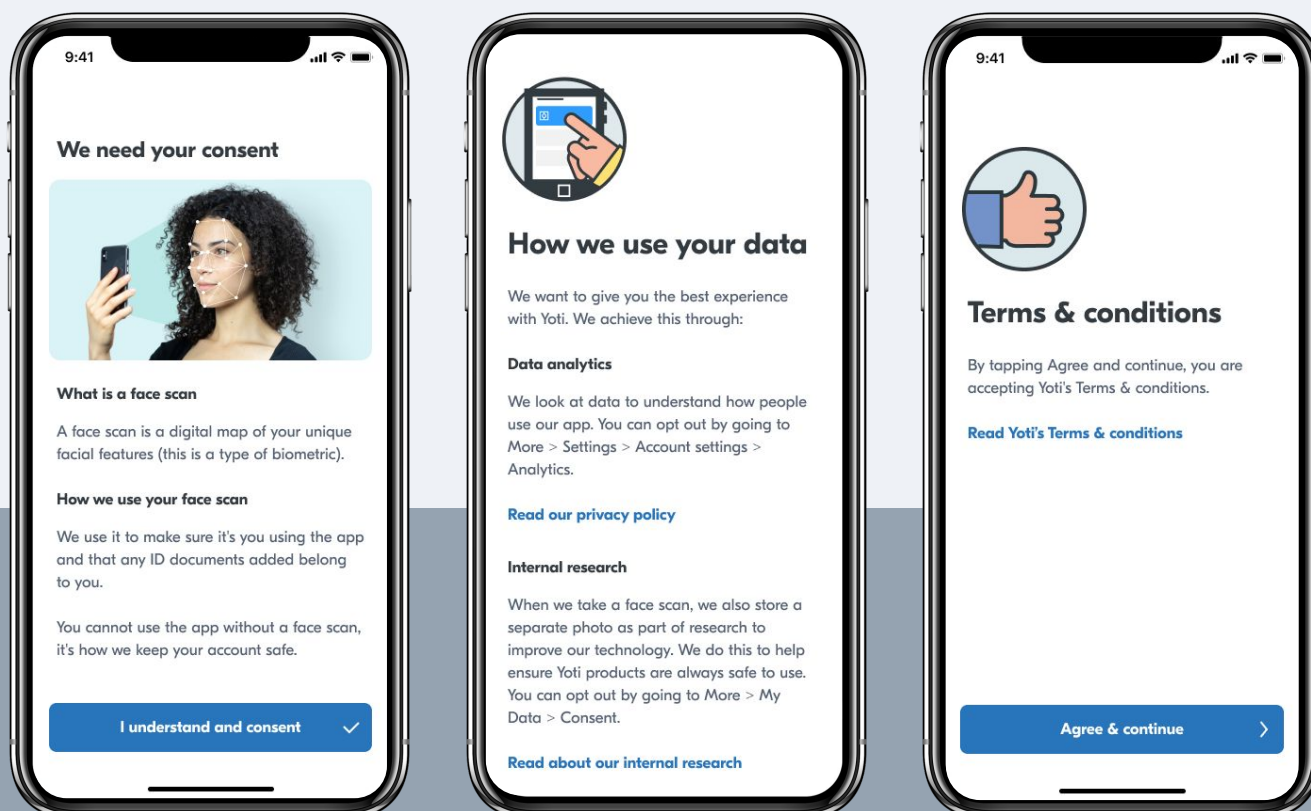 9:41
We need your consent
What is a face scan
A face scan is a digital map of your unique
facial features (this is a type of biometric).
How we use your face scan
We use it to make sure it's you using the app
and that any ID documents added belong
to you.
You cannot use the app without a face scan,
it's how we keep your account safe.
I understand and consent
How we use your data
We want to give you the best experience
with Yoti. We achieve this through:
Data analytics
We look at data to understand how people
use our app. You can opt out by going to
More > Settings > Account settings >
Analytics.
Read our privacy policy
Internal research
When we take a face scan, we also store a
separate photo as part of research to
improve our technology. We do this to help
ensure Yoti products are always safe to use.
You can opt out by going to More > My
Data > Consent.
Read about our internal research
9:41
Terms & conditions
By tapping Agree and continue, you are
accepting Yoti's Terms & conditions.
Read Yoti's Terms & conditions
Agree & continue